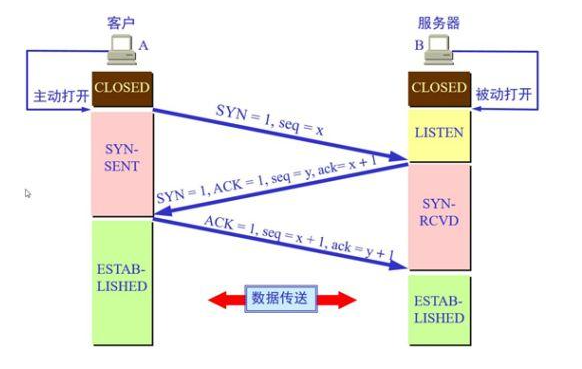 客户
服务器
A
B
CLOSED
CLOSED
主动打开
被动打开
SYN = 1, seq = x
LISTEN
SYN-
SENT
SYN = 1, ACK = 1, seq = y, ack= x + 1
SYN-
RCVD
ACK = 1, seq = x + 1, ack = y + 1
ESTAB-
LISHED
数据传送
ESTAB-
LISHED